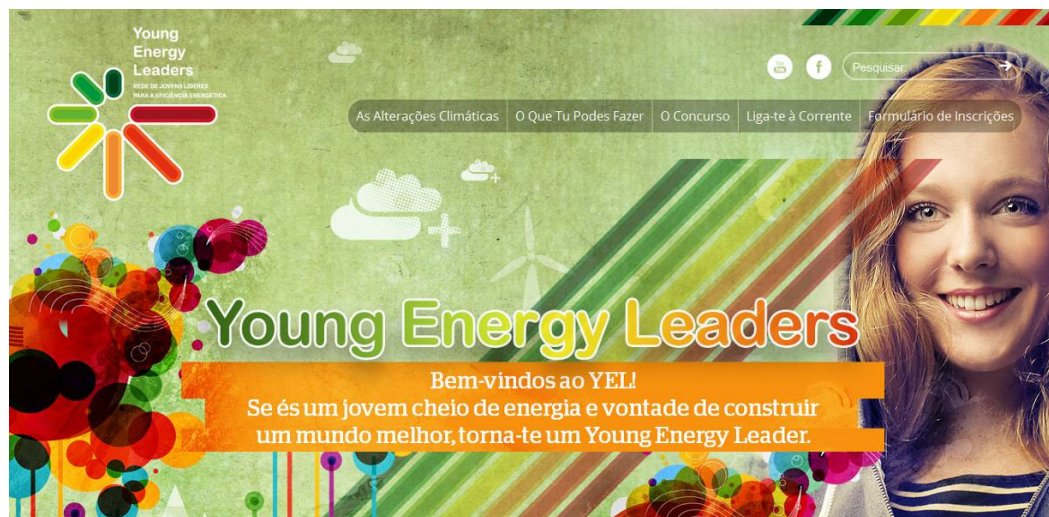 Young
Energy
Leaders
REDE DE JOVENS LÍDERES
PARA A EFICIÊNCIA ENERGÉTICA
You
Tube
f
Pesquisar:
As Alterações Climáticas
O Que Tu Podes Fazer
O Concurso
Liga-te à Corrente
Formulário de Inscrições
Young Energy Leaders
Bem-vindos ao YEL!
Se és um jovem cheio de energia e vontade de construir
um mundo melhor, torna-te um Young Energy Leader.